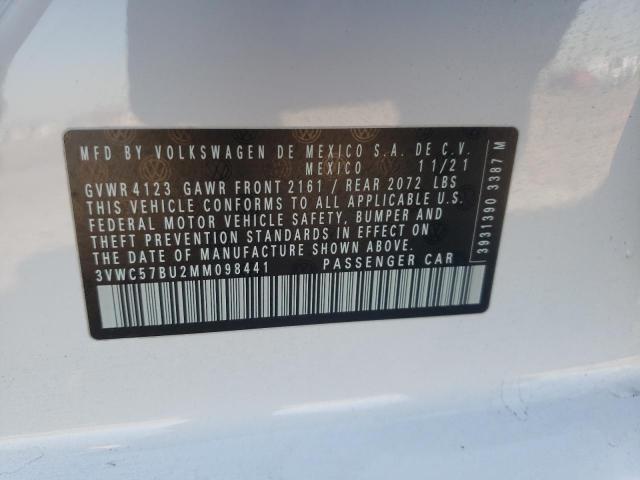 MFD BY VOLKSWAGEN DE MEXICO S.A. DE C.V.
MEXICO 11/21
GVWR 4123 GAWR FRONT 2161 / REAR 2072 LBS
THIS VEHICLE CONFORMS TO ALL APPLICABLE U.S.
FEDERAL MOTOR VEHICLE SAFETY, BUMPER AND
THEFT PREVENTION STANDARDS IN EFFECT ON
THE DATE OF MANUFACTURE SHOWN ABOVE.
3VWC57BU2MM098441 PASSENGER CAR
3931390 3387 M